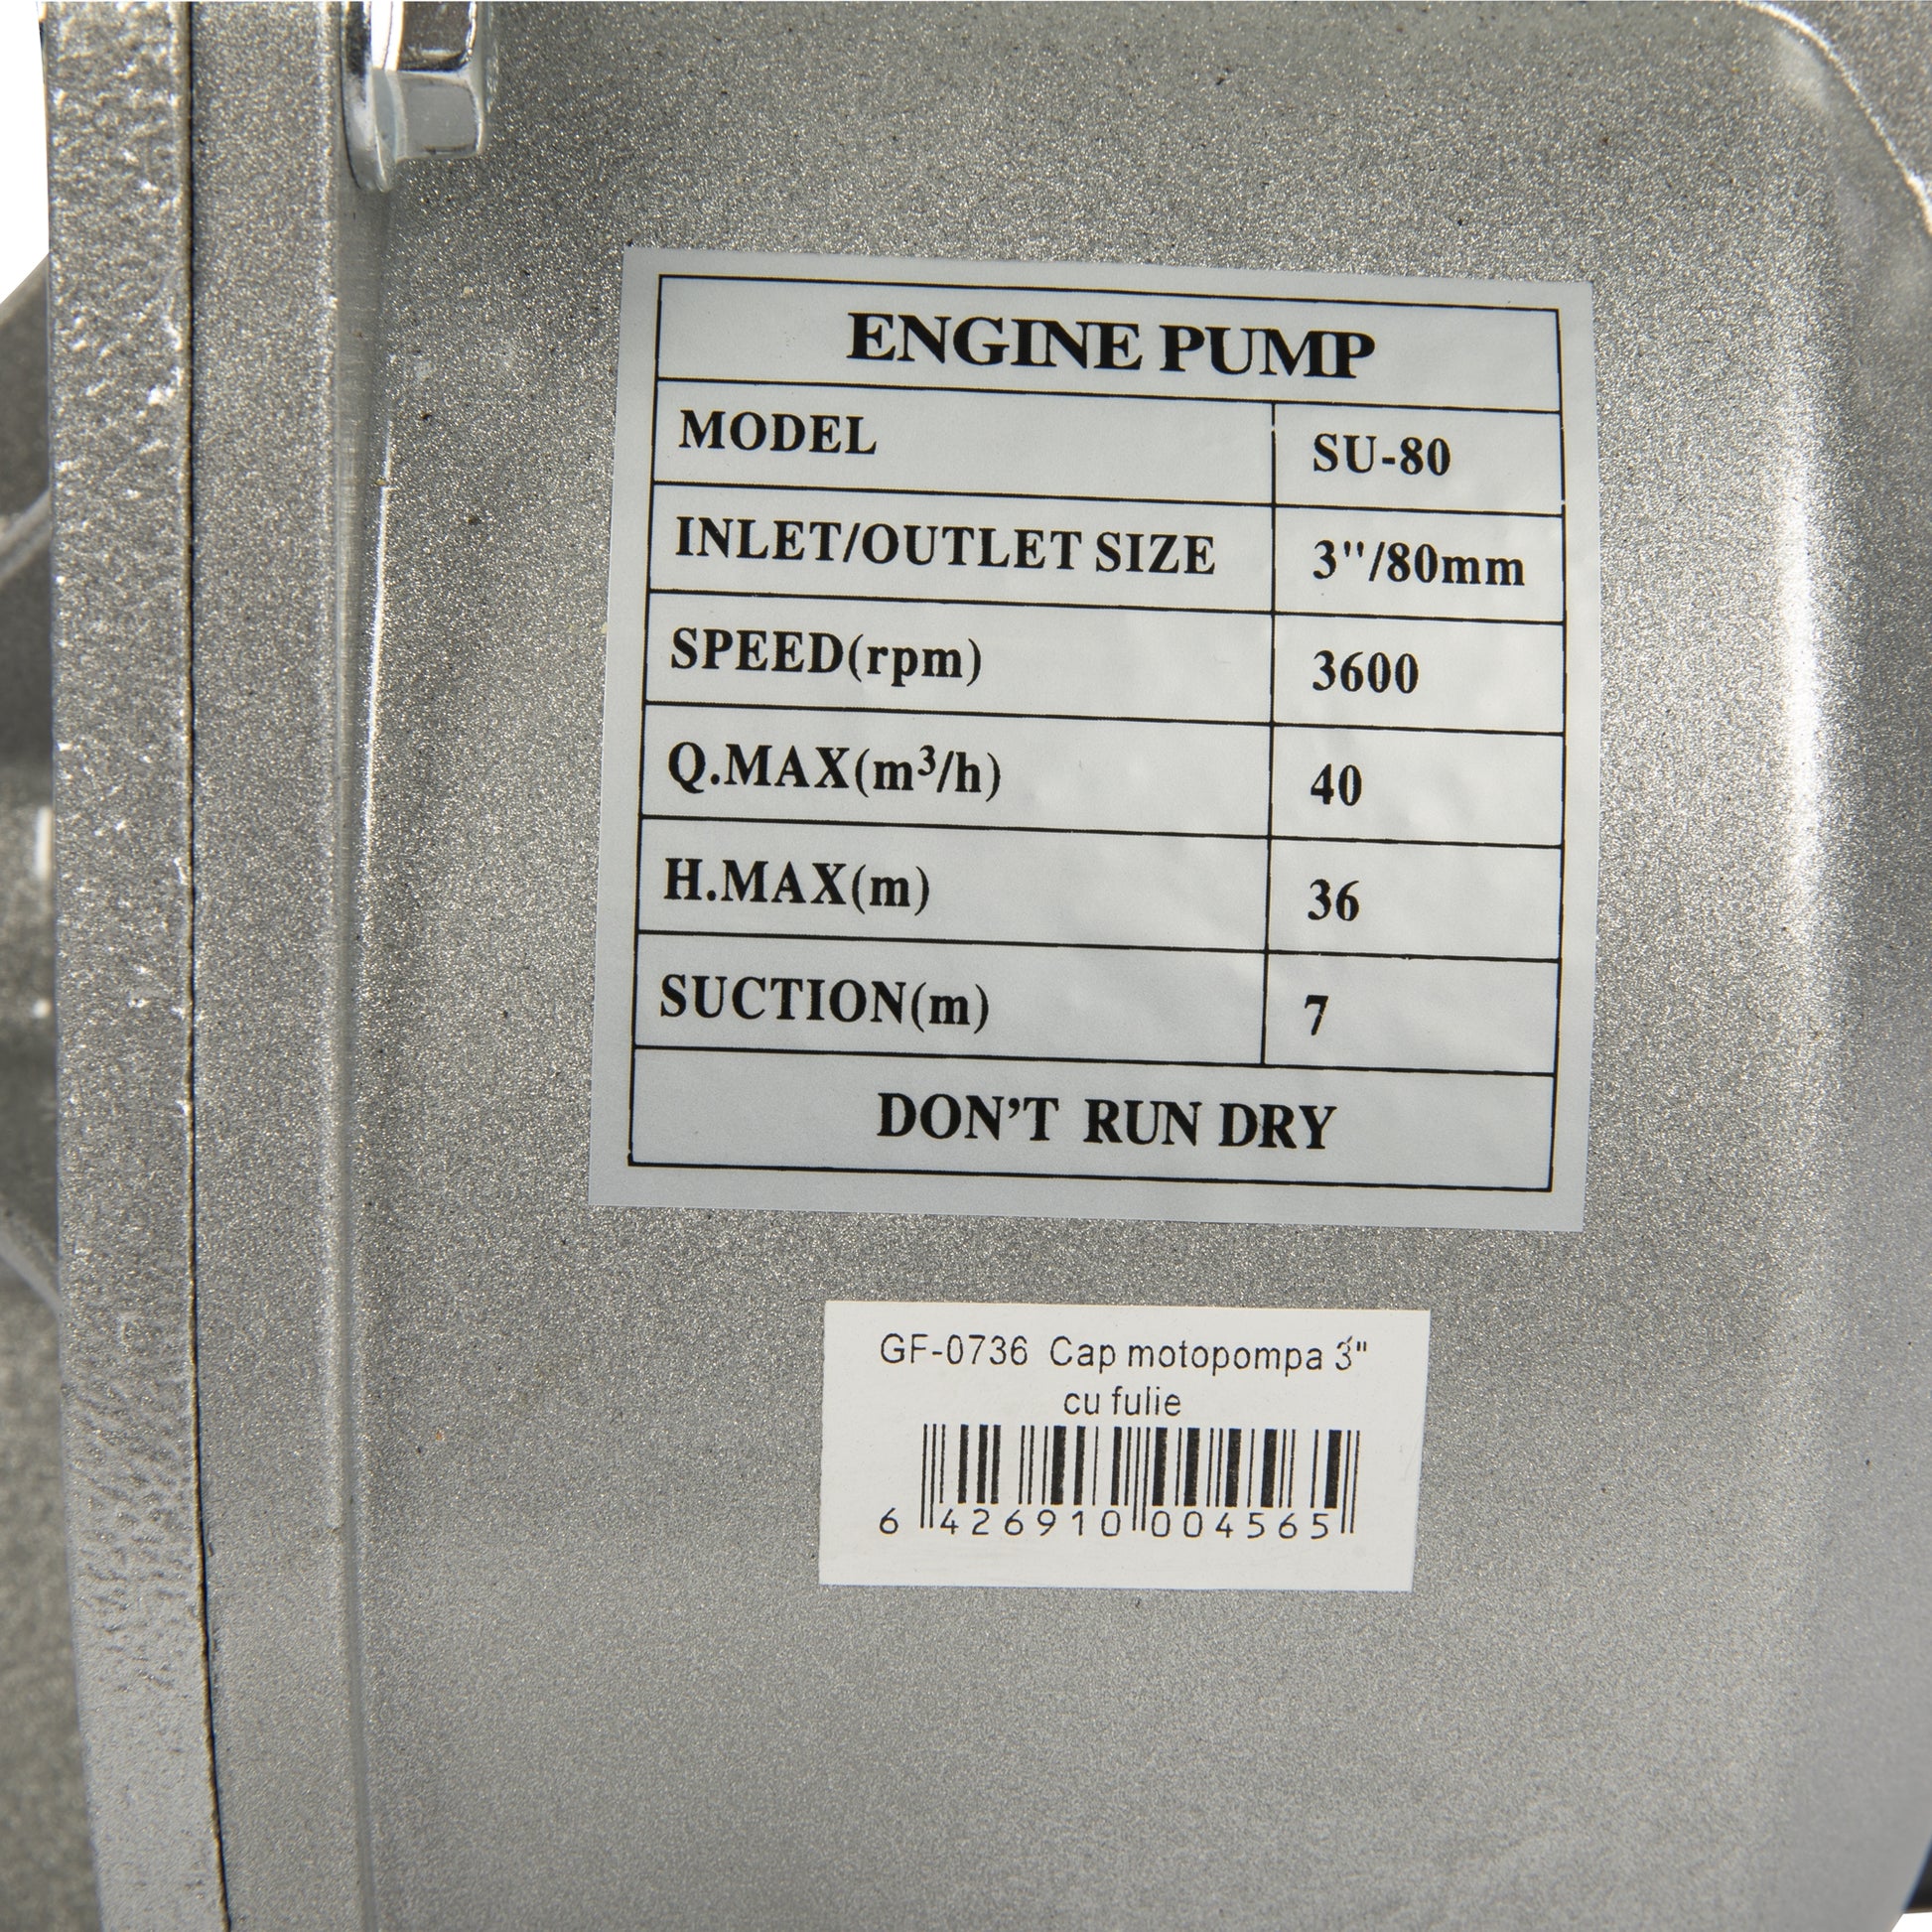 ENGINE PUMP
MODEL SU-80
INLET/OUTLET SIZE 3"/80mm
SPEED(rpm) 3600
Q.MAX(m³/h) 40
H.MAX(m) 36
SUCTION(m) 7
DON'T RUN DRY
GF-0736 Cap motopompa 3"
cu fulie
6 426910 004565